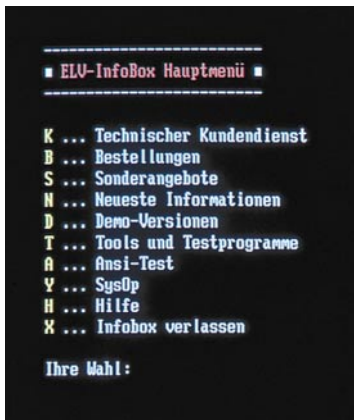 ■ ELV-InfoBox Hauptmenü ■
K ... Technischer Kundendienst
B ... Bestellungen
S ... Sonderangebote
N ... Neueste Informationen
D ... Demo-Versionen
T ... Tools und Testprogramme
A ... Ansi-Test
Y ... SysOp
H ... Hilfe
X ... Infobox verlassen
Ihre Wahl: